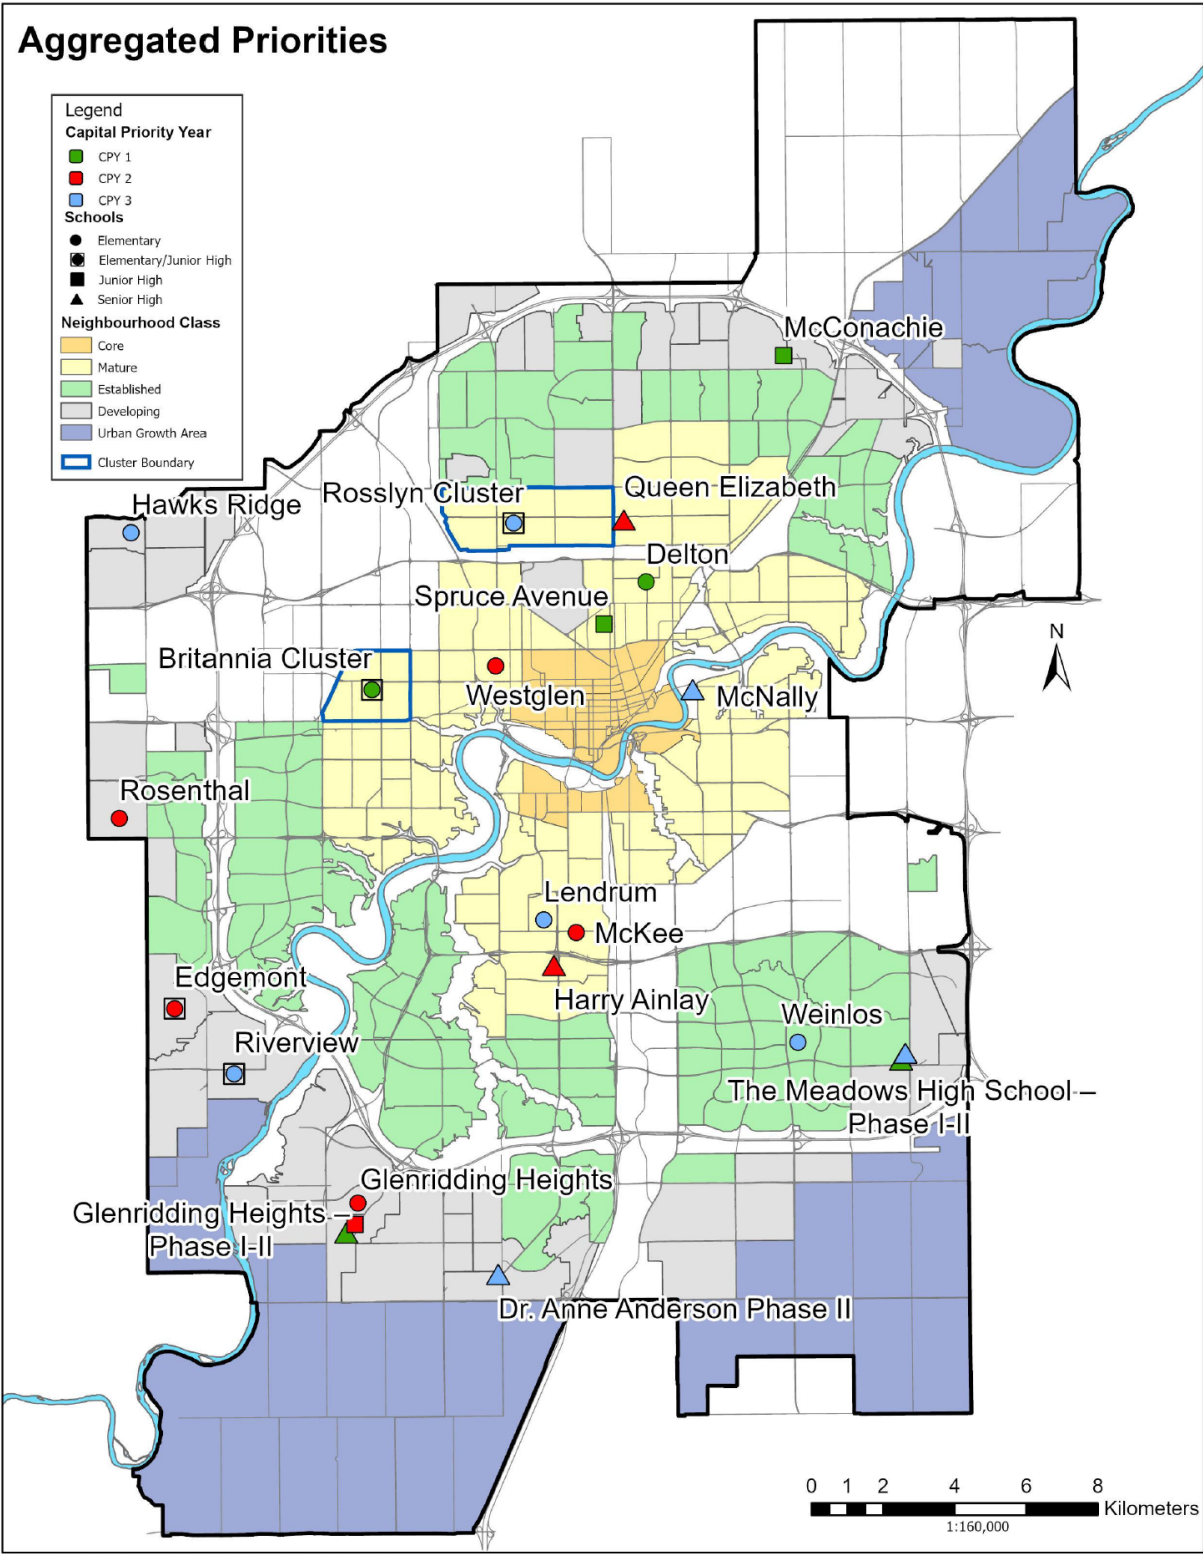 Aggregated Priorities
Legend
Capital Priority Year
CPY 1
CPY 2
CPY 3
Schools
Elementary
Elementary/Junior High
Junior High
Senior High
Neighbourhood Class
Core
Mature
Established
Developing
Urban Growth Area
Cluster Boundary
McConachie
Hawks Ridge
Rosslyn Cluster
Queen Elizabeth
Delton
Spruce Avenue
N
Britannia Cluster
Westglen
McNally
Rosenthal
Lendrum
McKee
Edgemont
Harry Ainlay
Weinlos
Riverview
The Meadows High School –
Phase I-II
Glenridding Heights
Glenridding Heights –
Phase I-II
Dr. Anne Anderson Phase II
0 1 2 4 6 8
Kilometers
1:160,000